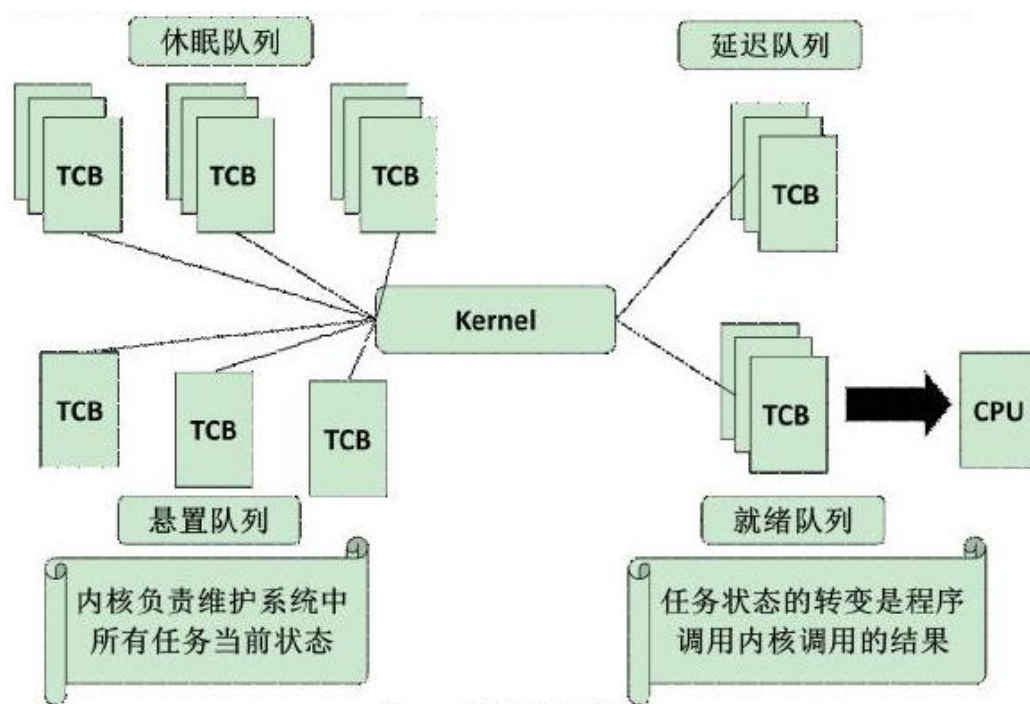 休眠队列
延迟队列
TCB
TCB
TCB
TCB
Kernel
TCB
TCB
TCB
TCB
CPU
悬置队列
就绪队列
内核负责维护系统中
所有任务当前状态
任务状态的转变是程序
调用内核调用的结果